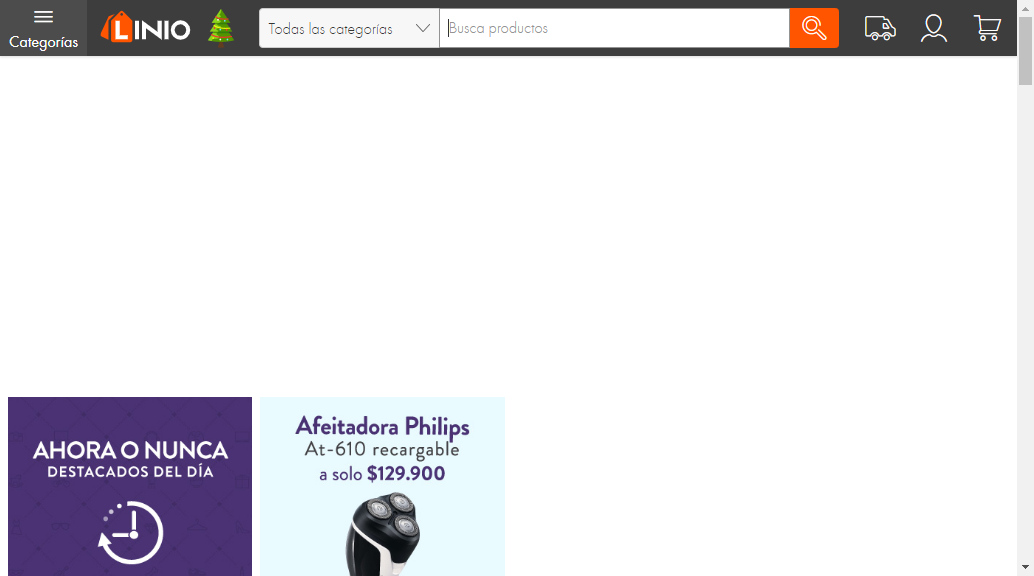 Categorías
LINIO
Todas las categorías
Busca productos
AHORA O NUNCA
DESTACADOS DEL DÍA
Afeitadora Philips
At-610 recargable
a solo $129.900